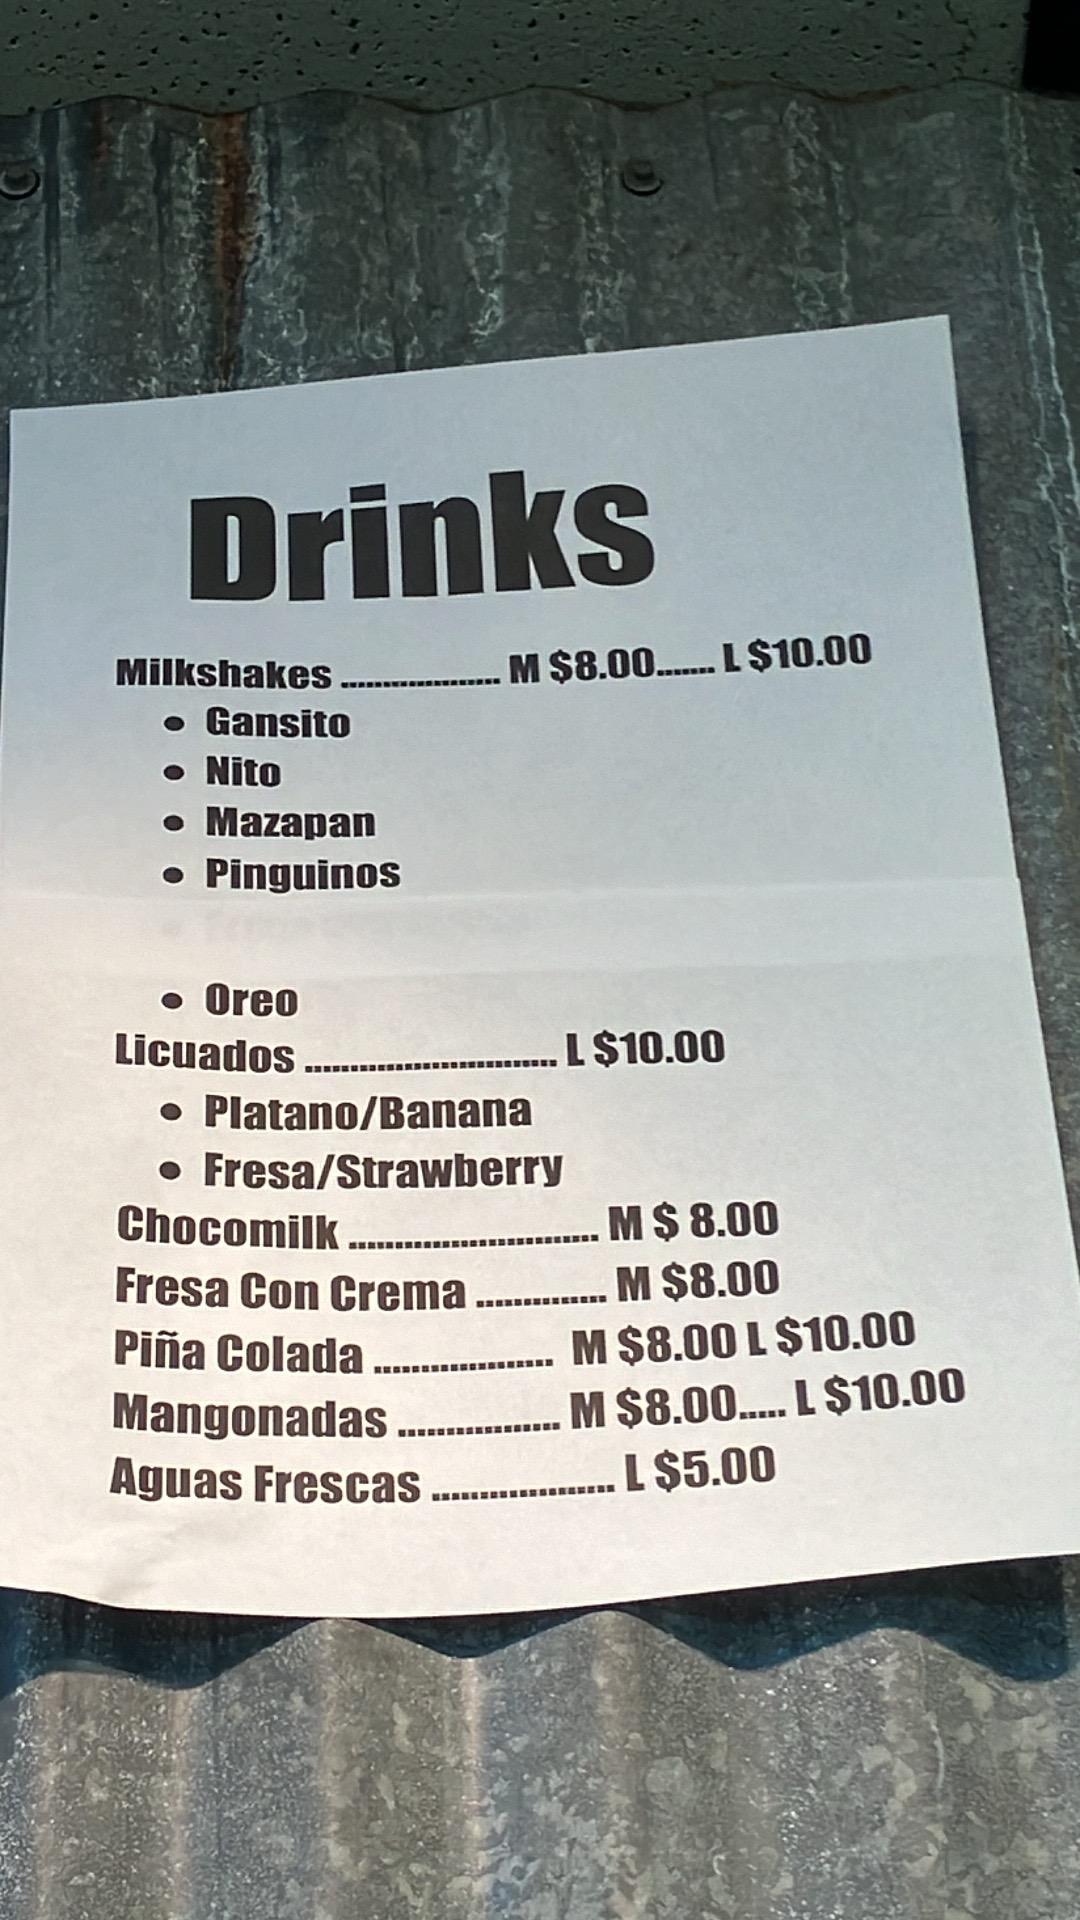 Drinks
Milkshakes .................... M $8.00....... L $10.00
• Gansito
• Nito
• Mazapan
• Pinguinos
• Oreo
Licuados ........................... L $10.00
• Platano/Banana
• Fresa/Strawberry
Chocomilk ........................... M $ 8.00
Fresa Con Crema .............. M $8.00
Piña Colada ................... M $8.00 L $10.00
Mangonadas ................. M $8.00..... L $10.00
Aguas Frescas ................... L $5.00